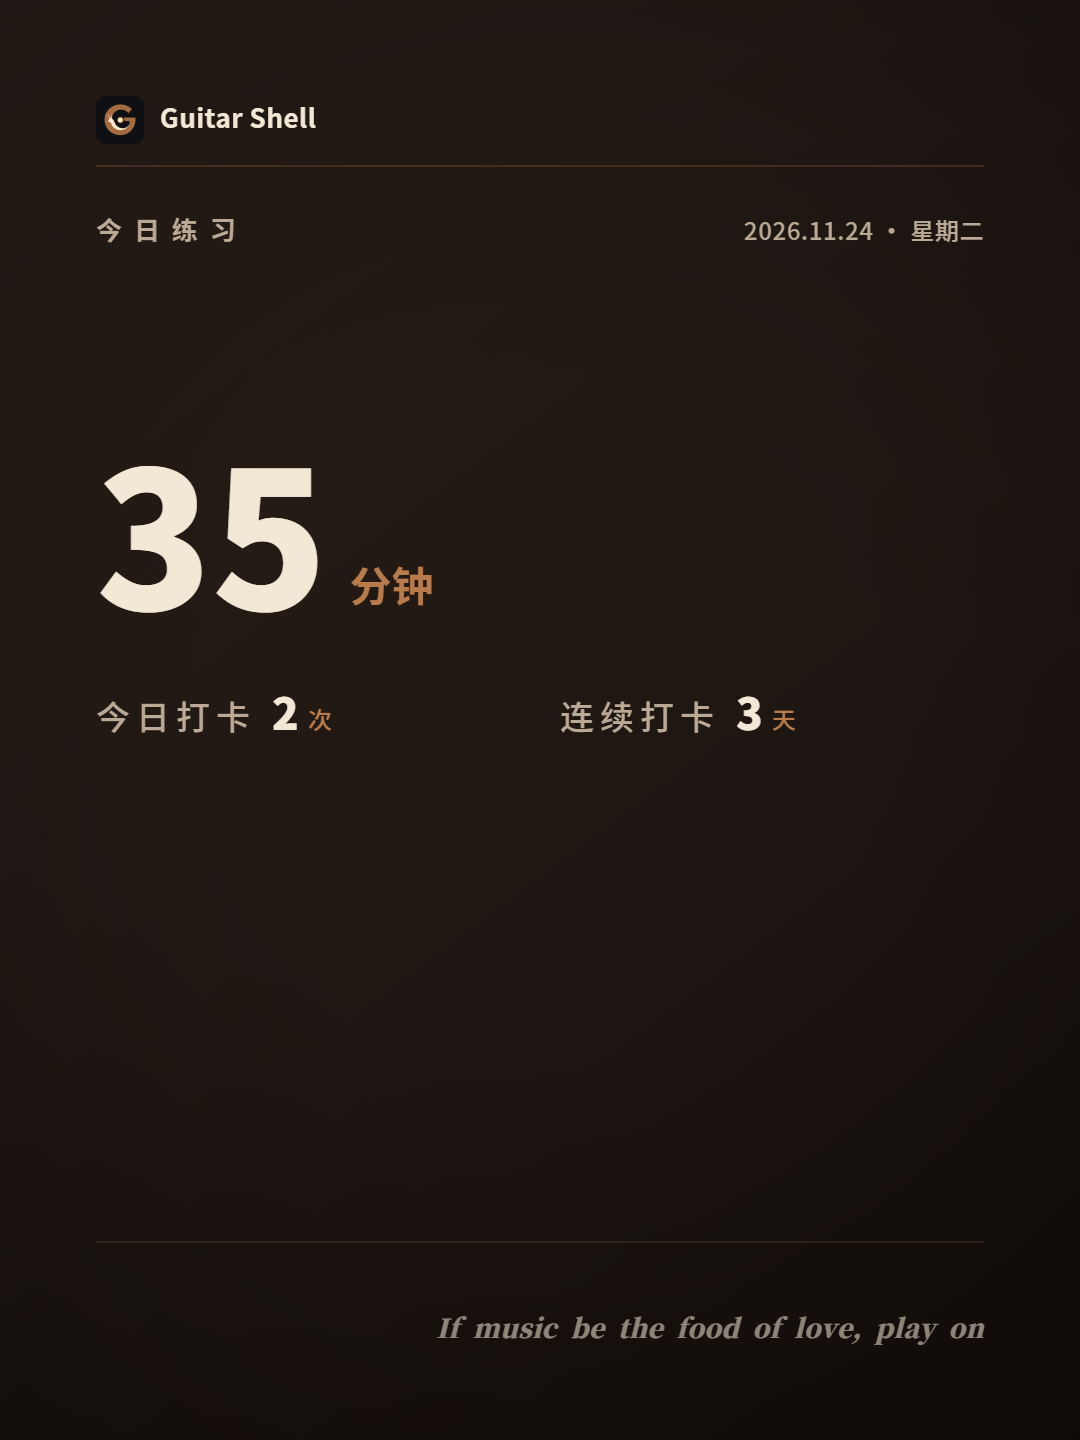 Guitar Shell
今日练习
2026.11.24 • 星期二
35 分钟
今日打卡 2 次
连续打卡 3 天
If music be the food of love, play on